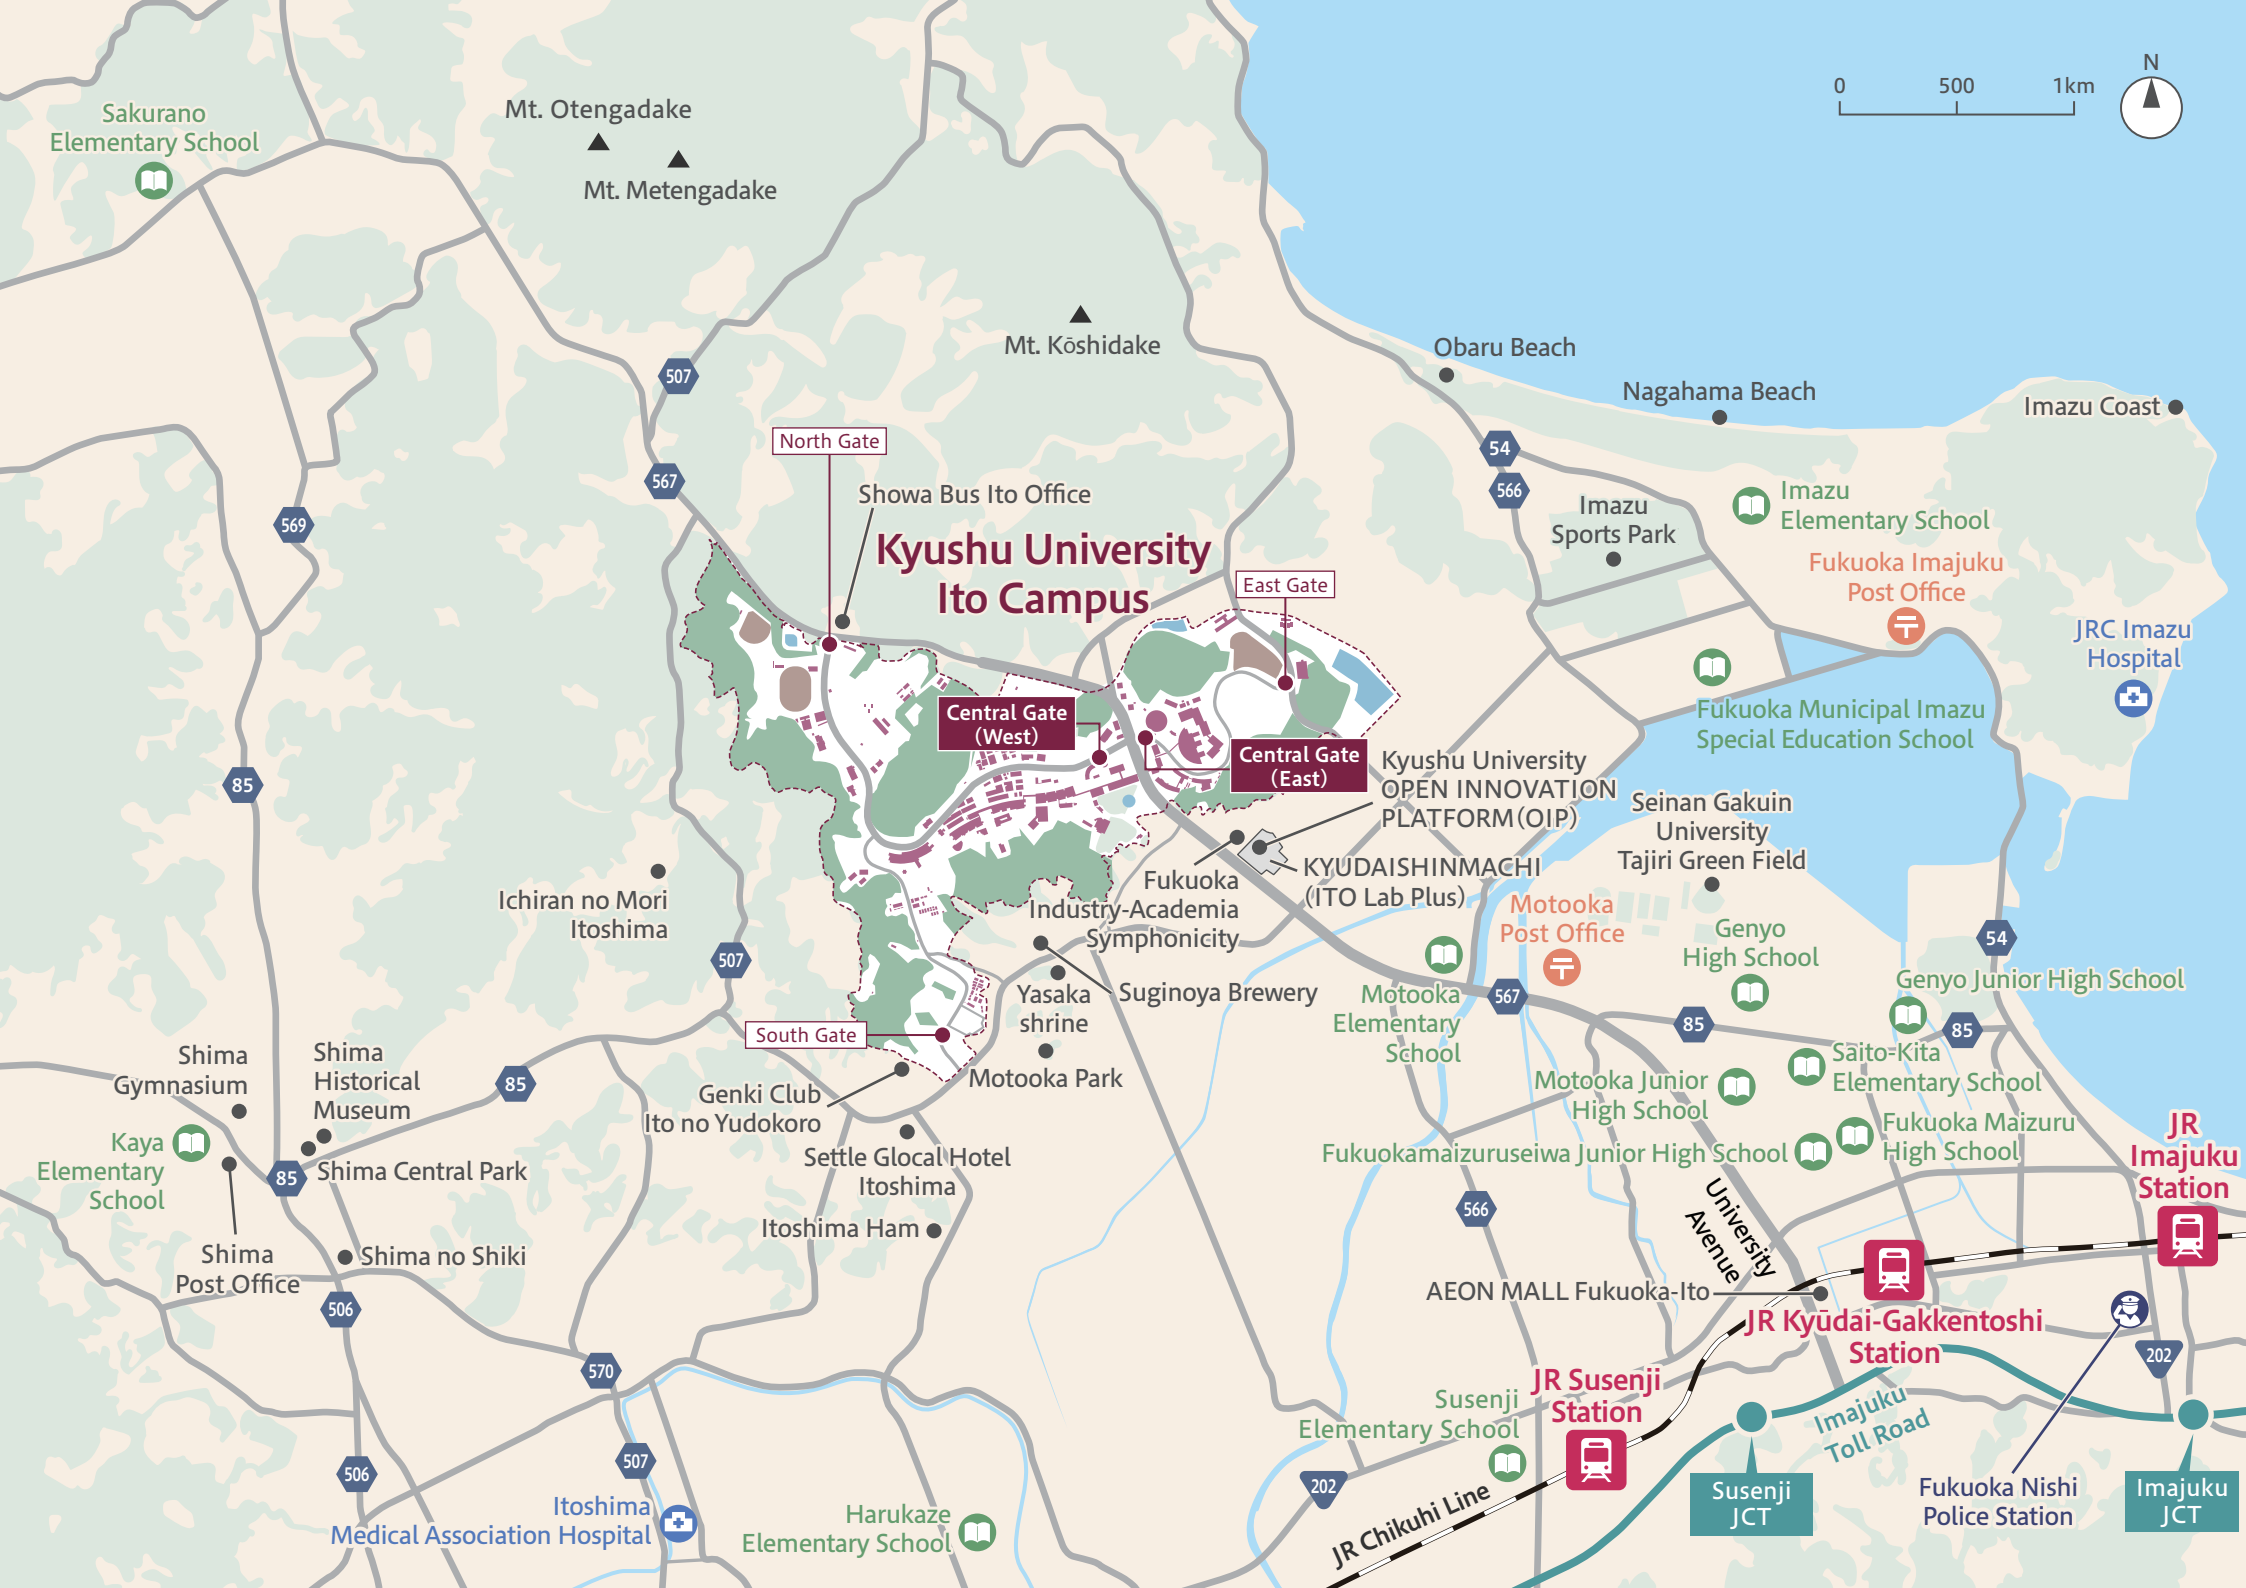 N
0 500 1km
Sakurano
Elementary School
Mt. Otengadake
Mt. Metengadake
Mt. Kōshidake
Obaru Beach
Nagahama Beach
Imazu Coast
507
567
569
54
566
North Gate
Showa Bus Ito Office
Kyushu University
Ito Campus
East Gate
Imazu
Sports Park
Imazu
Elementary School
Fukuoka Imajuku
Post Office
JRC Imazu
Hospital
Fukuoka Municipal Imazu
Special Education School
Central Gate
(West)
Central Gate
(East)
Kyushu University
OPEN INNOVATION
PLATFORM(OIP)
KYUDAISHINMACHI
(ITO Lab Plus)
Seinan Gakuin
University
Tajiri Green Field
85
Ichiran no Mori
Itoshima
Fukuoka
Industry-Academia
Symphonicity
Motooka
Post Office
Genyo
High School
54
Genyo Junior High School
507
Yasaka
shrine
Suginoya Brewery
Motooka
Elementary
School
567
85
85
South Gate
Motooka Park
Saito-Kita
Elementary School
Motooka Junior
High School
Fukuoka Maizuru
High School
Fukuokamaizuruseiwa Junior High School
Shima
Gymnasium
Shima
Historical
Museum
85
Genki Club
Ito no Yudokoro
Kaya
Elementary
School
85
Shima Central Park
Settle Glocal Hotel
Itoshima
Itoshima Ham
JR
Imajuku
Station
566
University
Avenue
Shima
Post Office
Shima no Shiki
506
AEON MALL Fukuoka-Ito
JR Kyūdai-Gakkentoshi
Station
202
570
JR Susenji
Station
Susenji
Elementary School
Imajuku
Toll Road
506
507
202
JR Chikuhi Line
Susenji
JCT
Fukuoka Nishi
Police Station
Imajuku
JCT
Itoshima
Medical Association Hospital
Harukaze
Elementary School